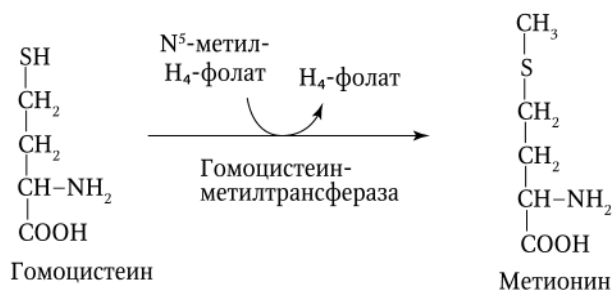 SH
CH₂
CH₂
CH–NH₂
COOH
Гомоцистеин
N⁵-метил-
H₄-фолат
H₄-фолат
Гомоцистеин-
метилтрансфераза
CH₃
S
CH₂
CH₂
CH–NH₂
COOH
Метионин